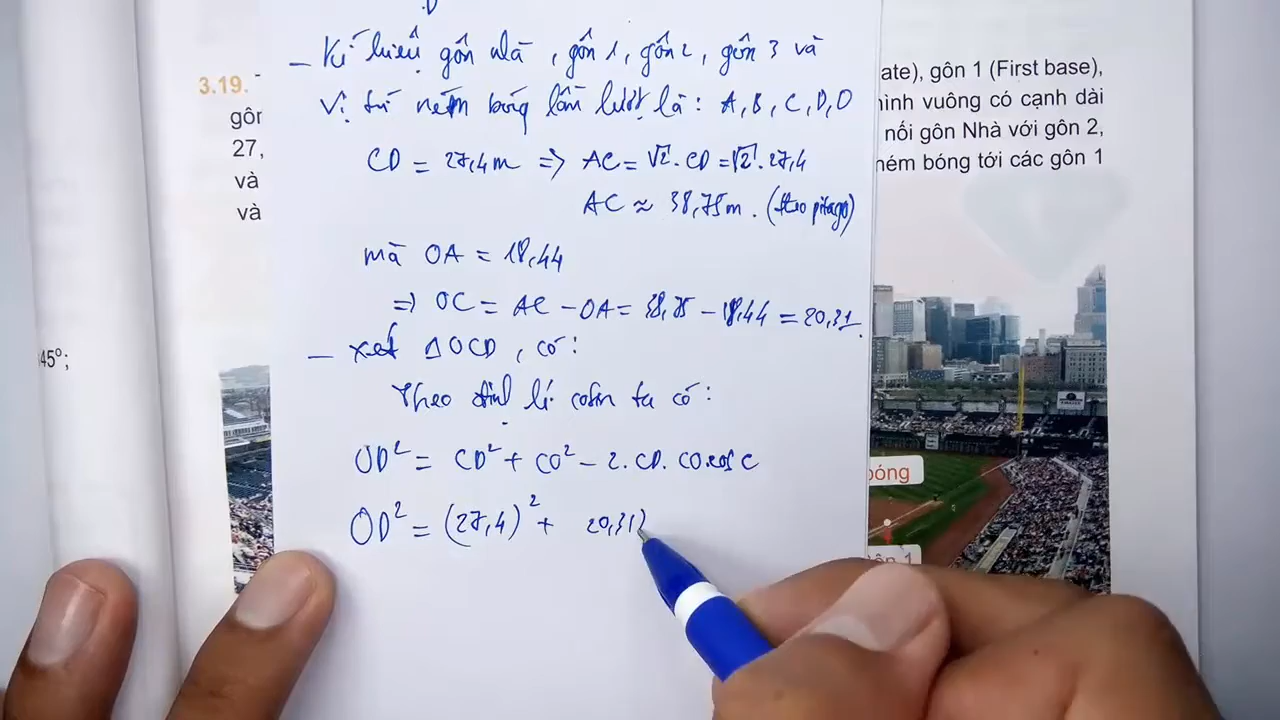 – Kí hiệu gôn nhà, gôn 1, gôn 2, gôn 3 và
vị trí ném bóng lần lượt là: A, B, C, D, O
CD = 27,4m => AC = √2 . CD = √2 . 27,4
AC ≈ 38,75m. (theo pitago)
mà OA = 18,44
=> OC = AC – OA = 38,75 – 18,44 = 20,31.
– xét ΔOCD, có:
Theo định lí cosin ta có:
OD² = CD² + CO² – 2.CD.CO.cos C
OD² = (27,4)² + 20,31)
3.19.
gôn
27,
và
và
ate), gôn 1 (First base),
hình vuông có cạnh dài
nối gôn Nhà với gôn 2,
ném bóng tới các gôn 1
45°;
bóng
gôn 1